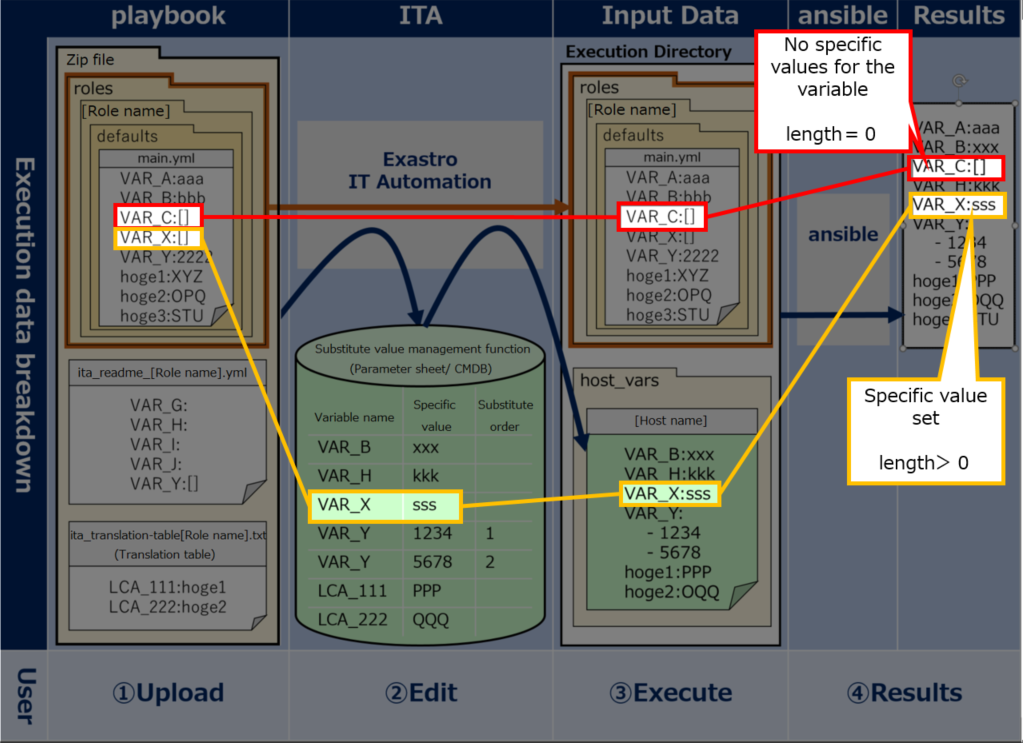 playbook
ITA
Input Data
ansible
Results
Execution data breakdown
Zip file
roles
[Role name]
defaults
main.yml
VAR_A:aaa
VAR_B:bbb
VAR_C:[]
VAR_X:[]
VAR_Y:2222
hoge1:XYZ
hoge2:OPQ
hoge3:STU
ita_readme_[Role name].yml
VAR_G:
VAR_H:
VAR_I:
VAR_J:
VAR_Y:[]
ita_translation-table[Role name].txt
(Translation table)
LCA_111:hoge1
LCA_222:hoge2
Exastro
IT Automation
Substitute value management function
(Parameter sheet/ CMDB)
Variable name
Specific
value
Substitute
order
VAR_B xxx
VAR_H kkk
VAR_X sss
VAR_Y 1234 1
VAR_Y 5678 2
LCA_111 PPP
LCA_222 QQQ
Execution Directory
roles
[Role name]
defaults
main.yml
VAR_A:aaa
VAR_B:bbb
VAR_C:[]
VAR_X:[]
VAR_Y:2222
hoge1:XYZ
hoge2:OPQ
hoge3:STU
host_vars
[Host name]
VAR_B:xxx
VAR_H:kkk
VAR_X:sss
VAR_Y:
- 1234
- 5678
hoge1:PPP
hoge2:OQQ
ansible
No specific
values for the
variable
length＝0
VAR_A:aaa
VAR_B:xxx
VAR_C:[]
VAR_H:kkk
VAR_X:sss
VAR_Y:
- 1234
- 5678
Specific value
set
length＞0
User
①Upload
②Edit
③Execute
④Results